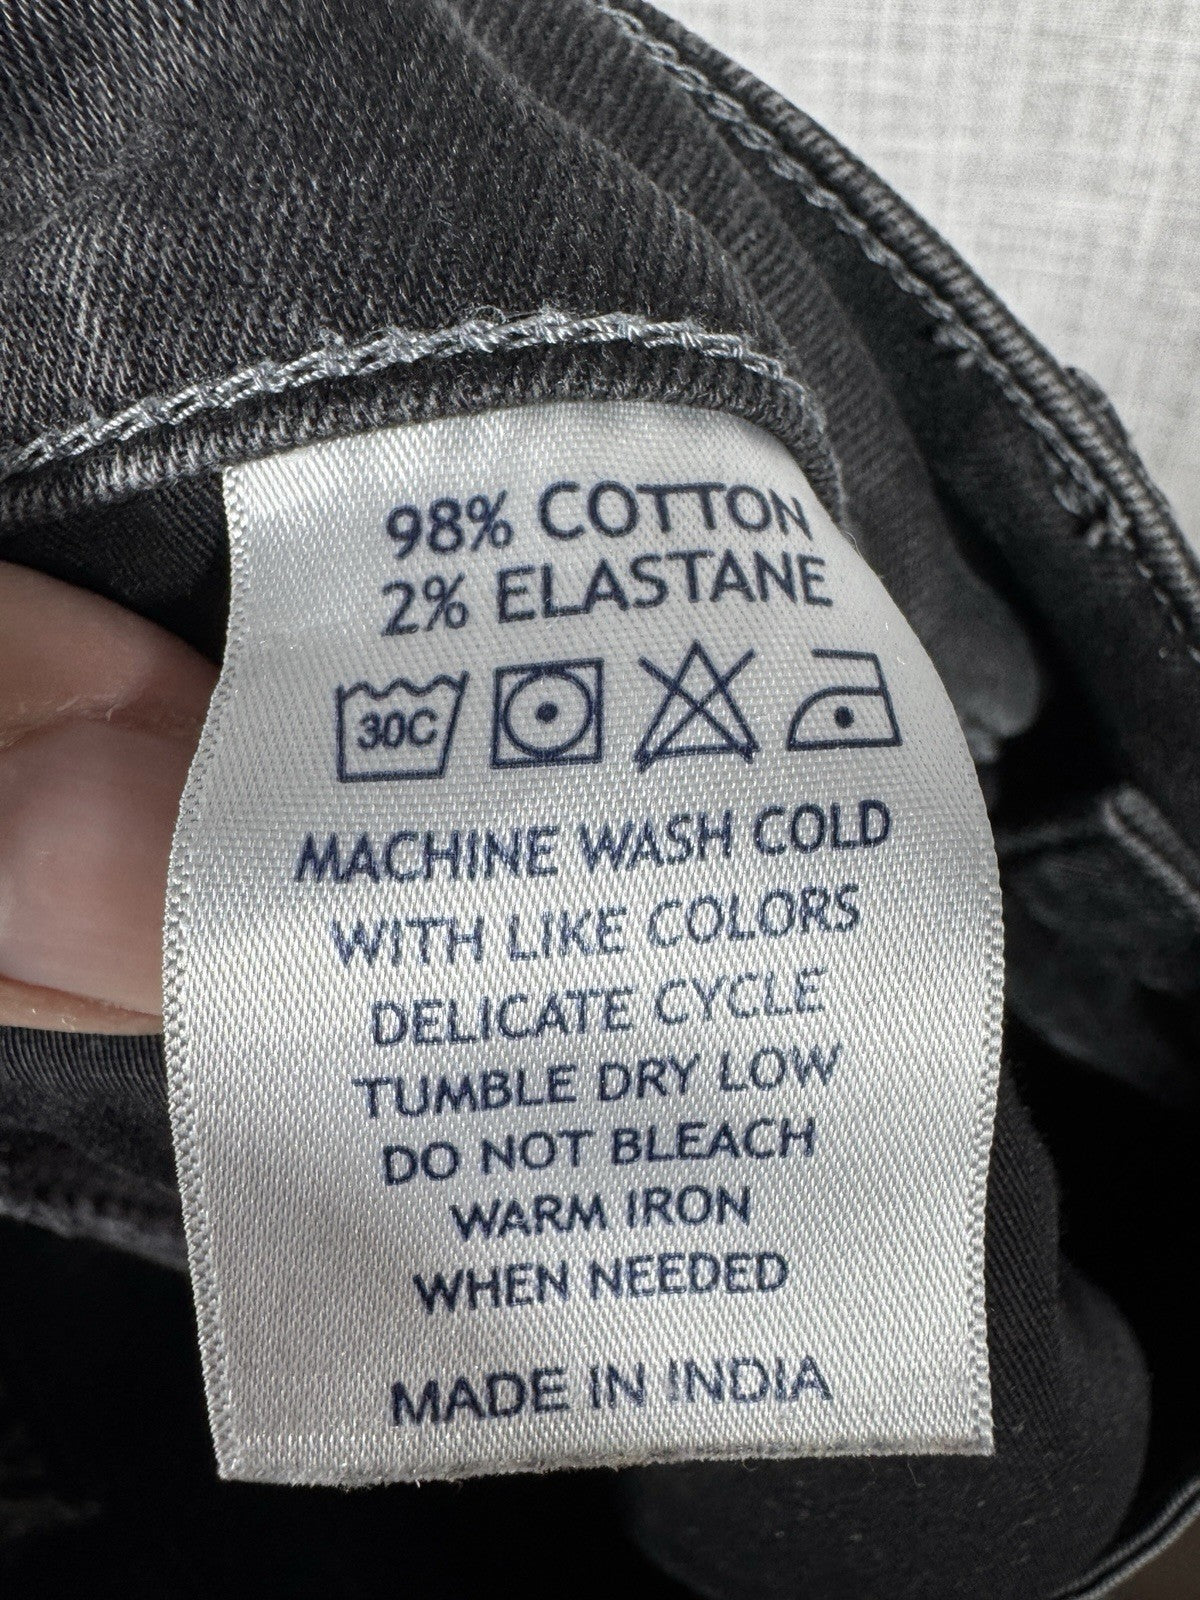 98% COTTON
2% ELASTANE
30C
MACHINE WASH COLD
WITH LIKE COLORS
DELICATE CYCLE
TUMBLE DRY LOW
DO NOT BLEACH
WARM IRON
WHEN NEEDED
MADE IN INDIA